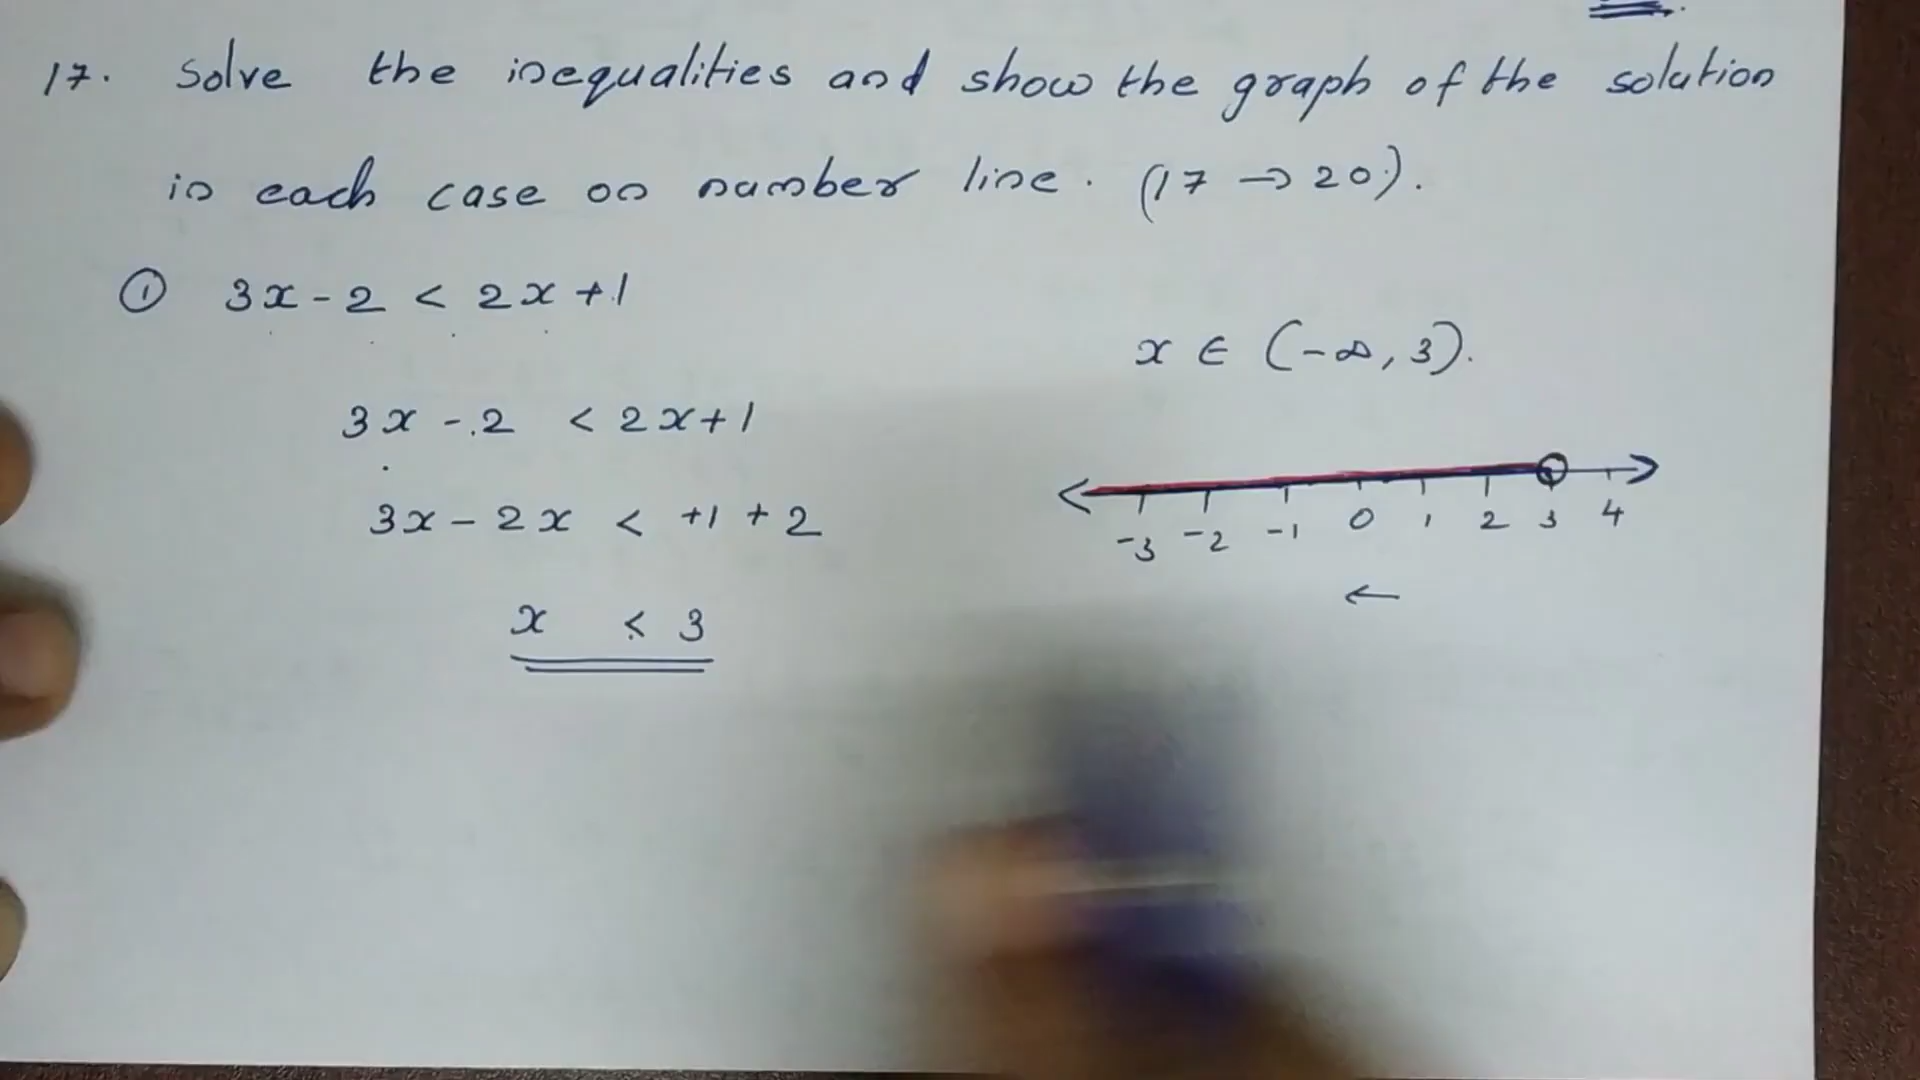 17. Solve the inequalities and show the graph of the solution
in each case on number line. (17 → 20).
① 3x - 2 < 2x + 1
x ∈ (-∞, 3).
3x - 2 < 2x + 1
3x - 2x < +1 + 2
x < 3
-3 -2 -1 0 1 2 3 4
←